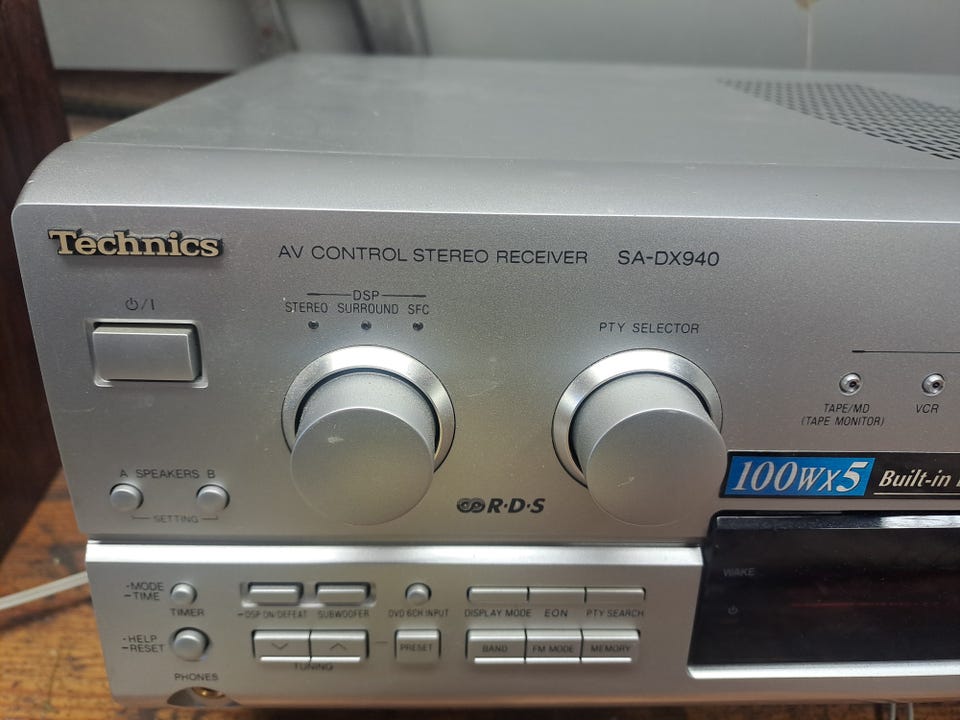 Technics
AV CONTROL STEREO RECEIVER SA-DX940
⏻/I
DSP
STEREO SURROUND SFC
PTY SELECTOR
TAPE/MD
(TAPE MONITOR)
VCR
A SPEAKERS B
SETTING
R·D·S
100WX5 Built-in
WAKE
-MODE
-TIME
TIMER
-DSP ON/DEFEAT SUBWOOFER DVD 6CH INPUT DISPLAY MODE EON PTY SEARCH
-HELP
-RESET
PRESET BAND FM MODE MEMORY
TUNING
PHONES